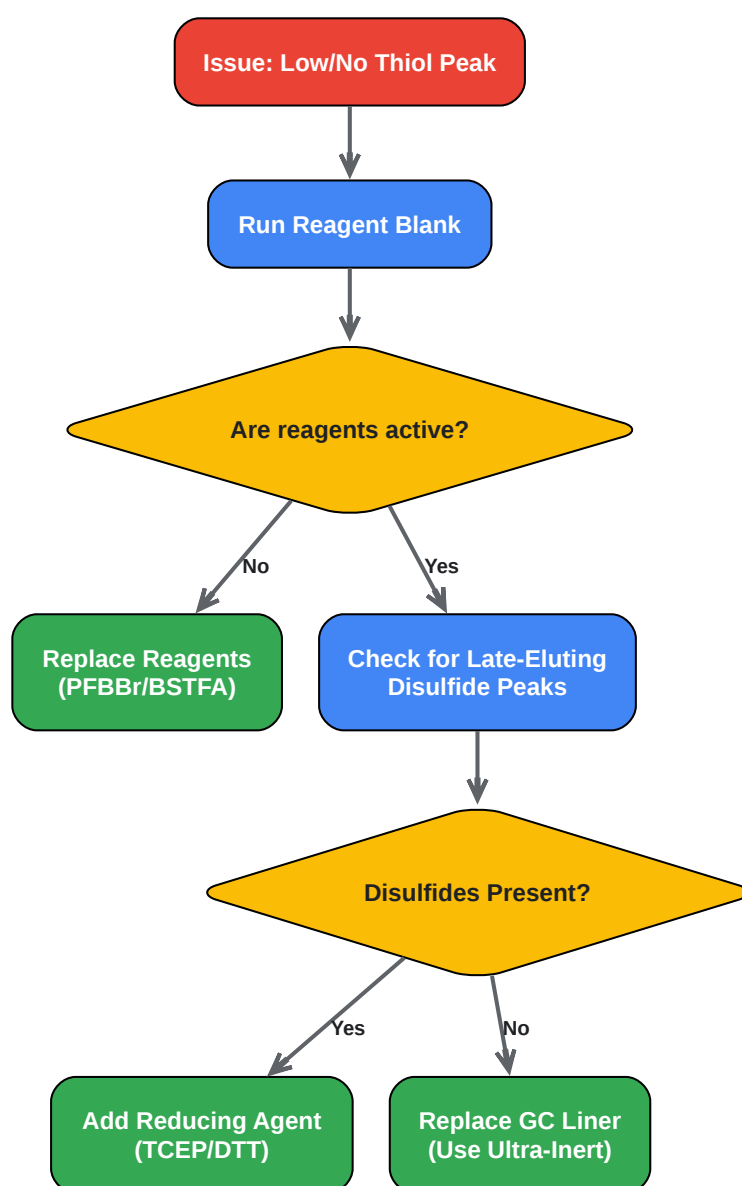 Issue: Low/No Thiol Peak
Run Reagent Blank
Are reagents active?
No
Yes
Replace Reagents
(PFBBr/BSTFA)
Check for Late-Eluting
Disulfide Peaks
Disulfides Present?
Yes
No
Add Reducing Agent
(TCEP/DTT)
Replace GC Liner
(Use Ultra-Inert)